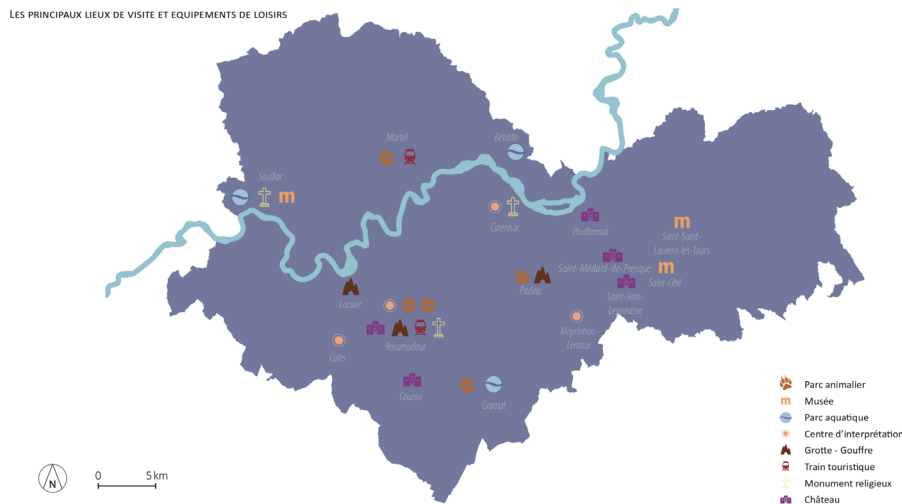 Les principaux lieux de visite et equipements de loisirs
Martel
Bétaille
Souillac
m
Carennac
Prudhomat
m
Saint-Saint-
Laurent-les-Tours
Saint-Médard-de-Presque
m
Saint-Céré
Padirac
Saint-Jean-
Lespinasse
Lacave
Mayrinhac-
Lentour
Rocamadour
Calès
Couzou
Gramat
Parc animalier
m Musée
Parc aquatique
Centre d'interprétation
Grotte - Gouffre
Train touristique
Monument religieux
Château
N
0 5 km